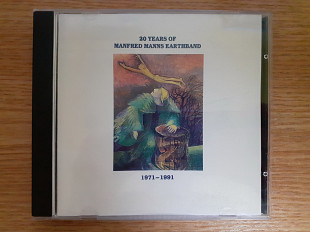 20 YEARS OF
MANFRED MANNS EARTHBAND
1971–1991